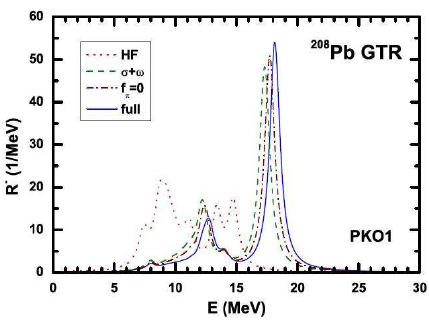 60
50
40
30
20
10
0
R⁻ (1/MeV)
HF
σ+ω
fπ=0
full
²⁰⁸Pb GTR
PKO1
0 5 10 15 20 25 30
E (MeV)